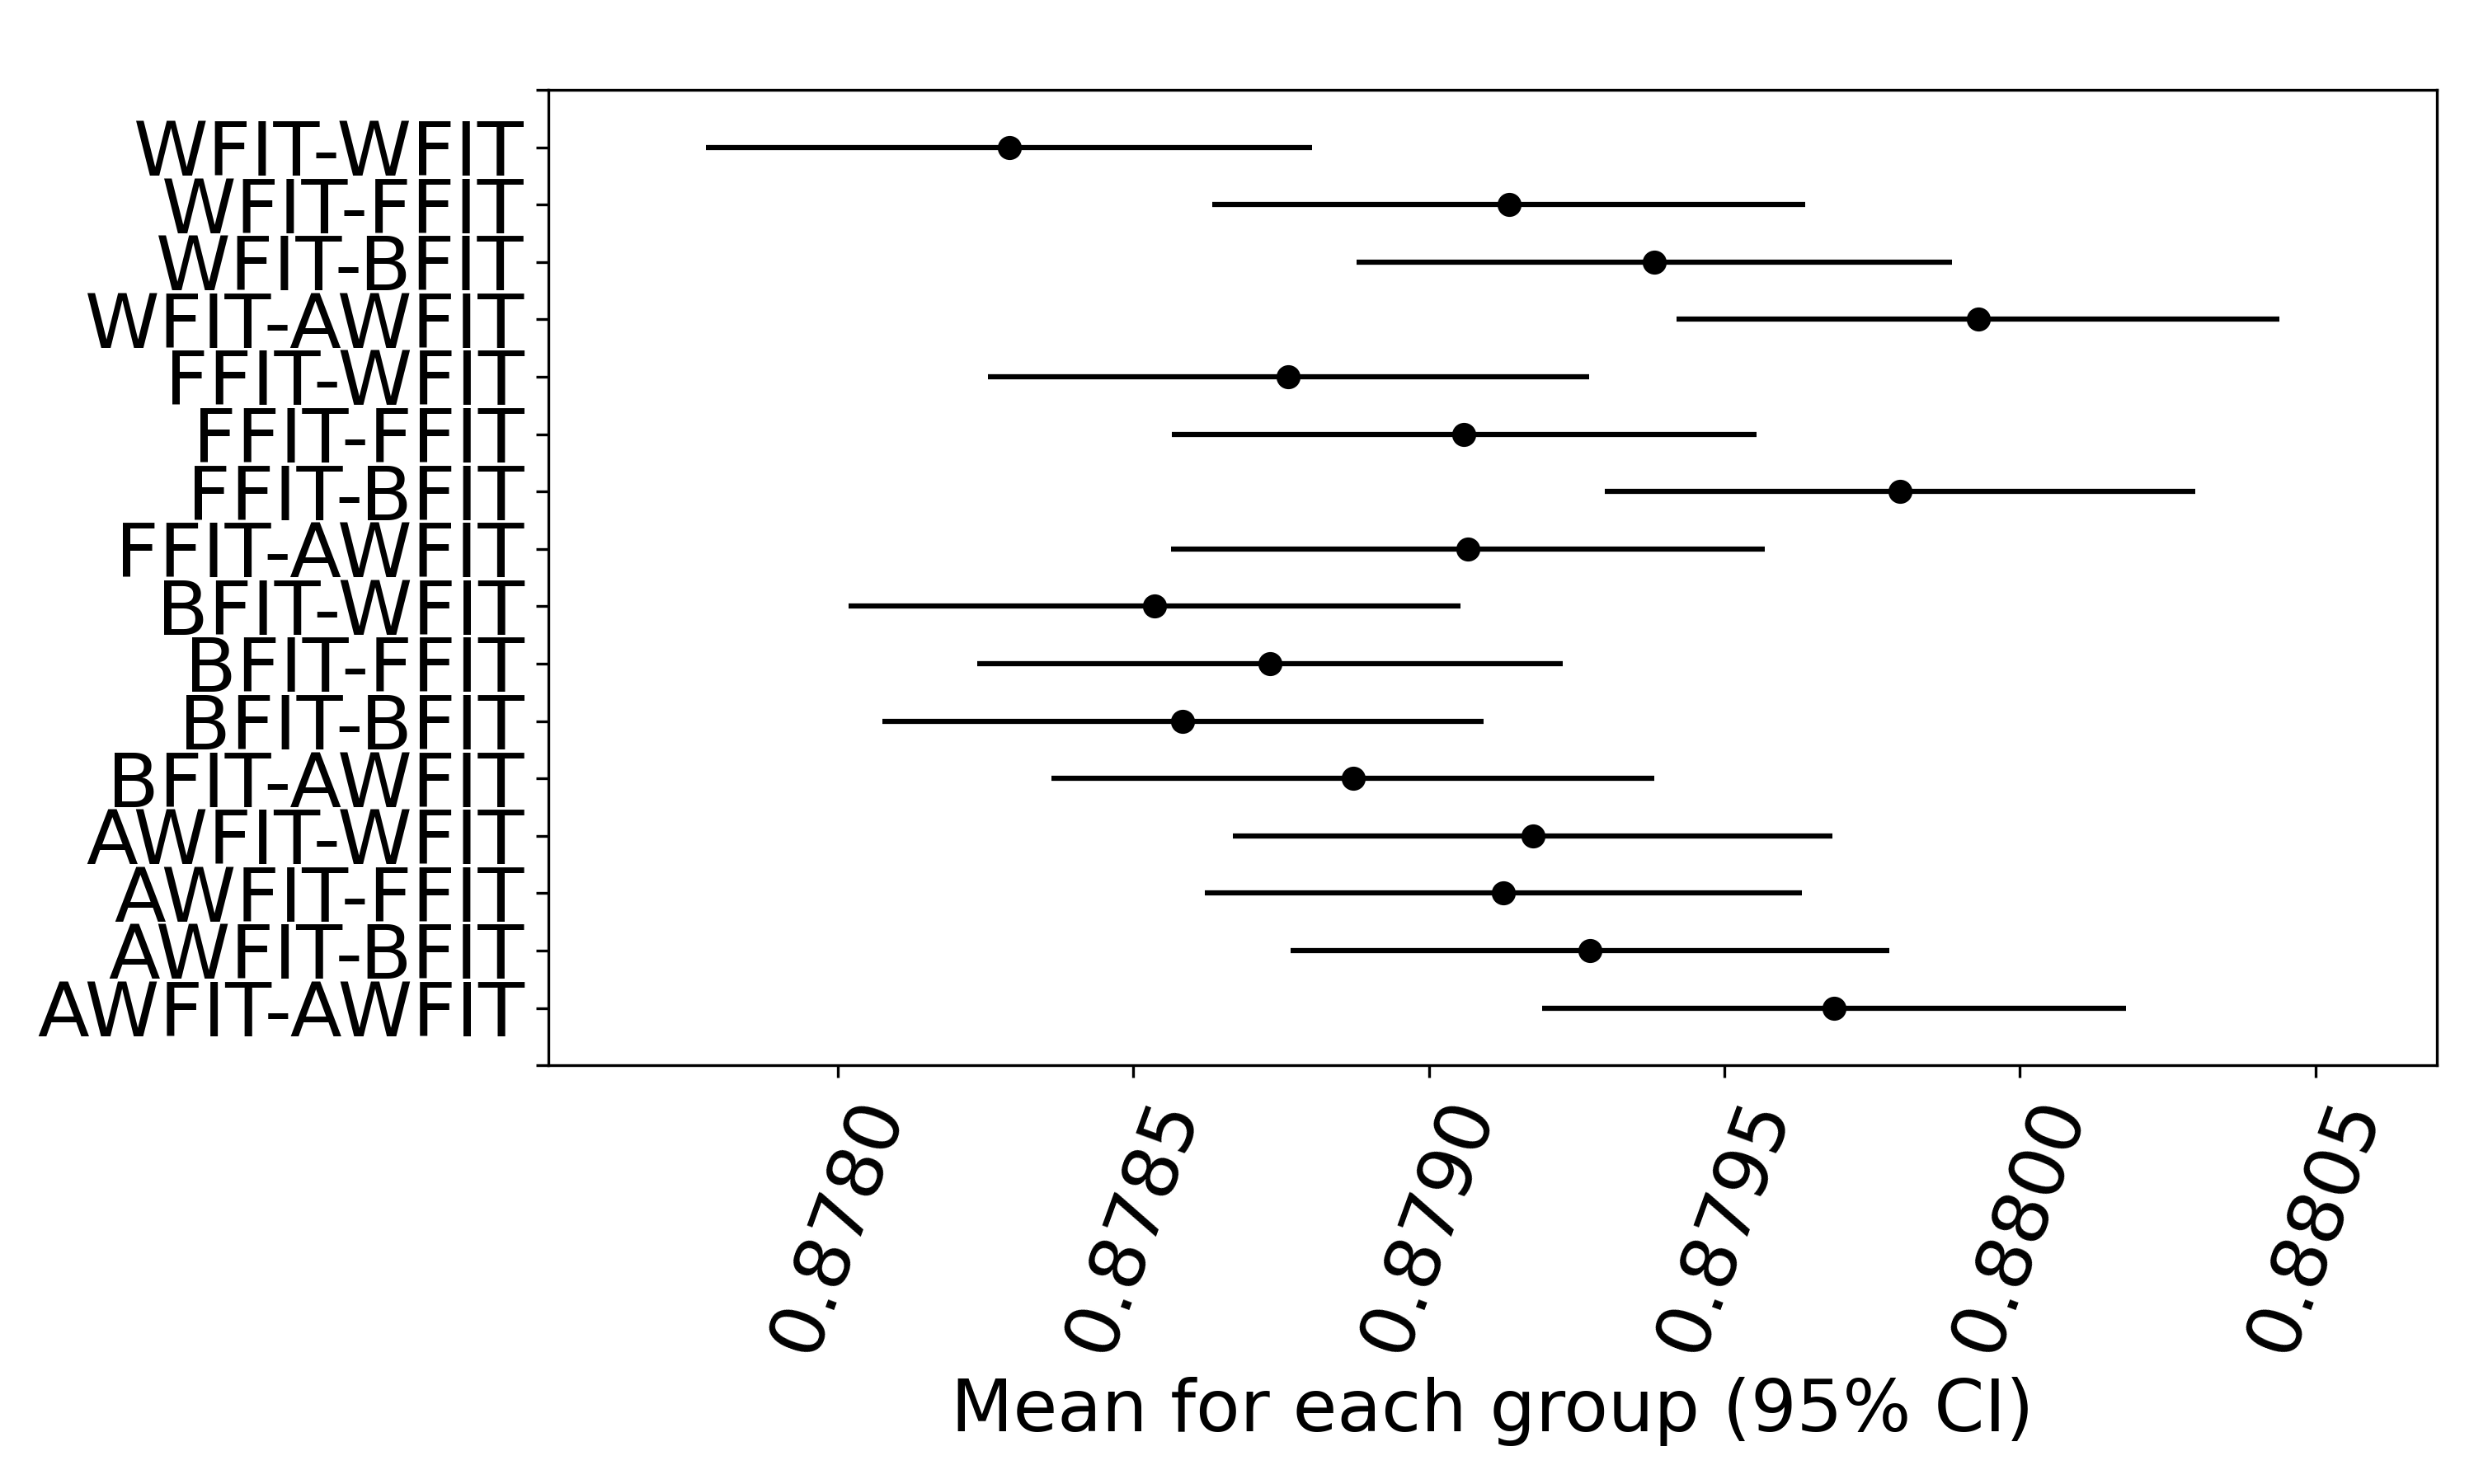 WFIT-WFIT
WFIT-FFIT
WFIT-BFIT
WFIT-AWFIT
FFIT-WFIT
FFIT-FFIT
FFIT-BFIT
FFIT-AWFIT
BFIT-WFIT
BFIT-FFIT
BFIT-BFIT
BFIT-AWFIT
AWFIT-WFIT
AWFIT-FFIT
AWFIT-BFIT
AWFIT-AWFIT
0.8780
0.8785
0.8790
0.8795
0.8800
0.8805
Mean for each group (95% CI)